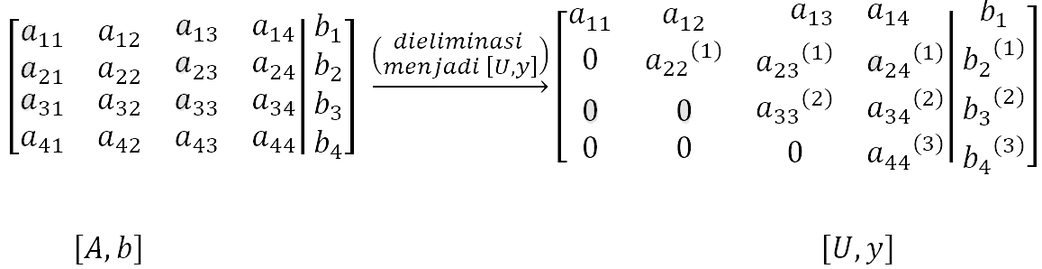 a₁₁ a₁₂ a₁₃ a₁₄ b₁ (dieliminasi a₁₁ a₁₂ a₁₃ a₁₄ b₁
a₂₁ a₂₂ a₂₃ a₂₄ b₂ menjadi [U,y]) 0 a₂₂⁽¹⁾ a₂₃⁽¹⁾ a₂₄⁽¹⁾ b₂⁽¹⁾
a₃₁ a₃₂ a₃₃ a₃₄ b₃ 0 0 a₃₃⁽²⁾ a₃₄⁽²⁾ b₃⁽²⁾
a₄₁ a₄₂ a₄₃ a₄₄ b₄ 0 0 0 a₄₄⁽³⁾ b₄⁽³⁾
[A, b] [U, y]